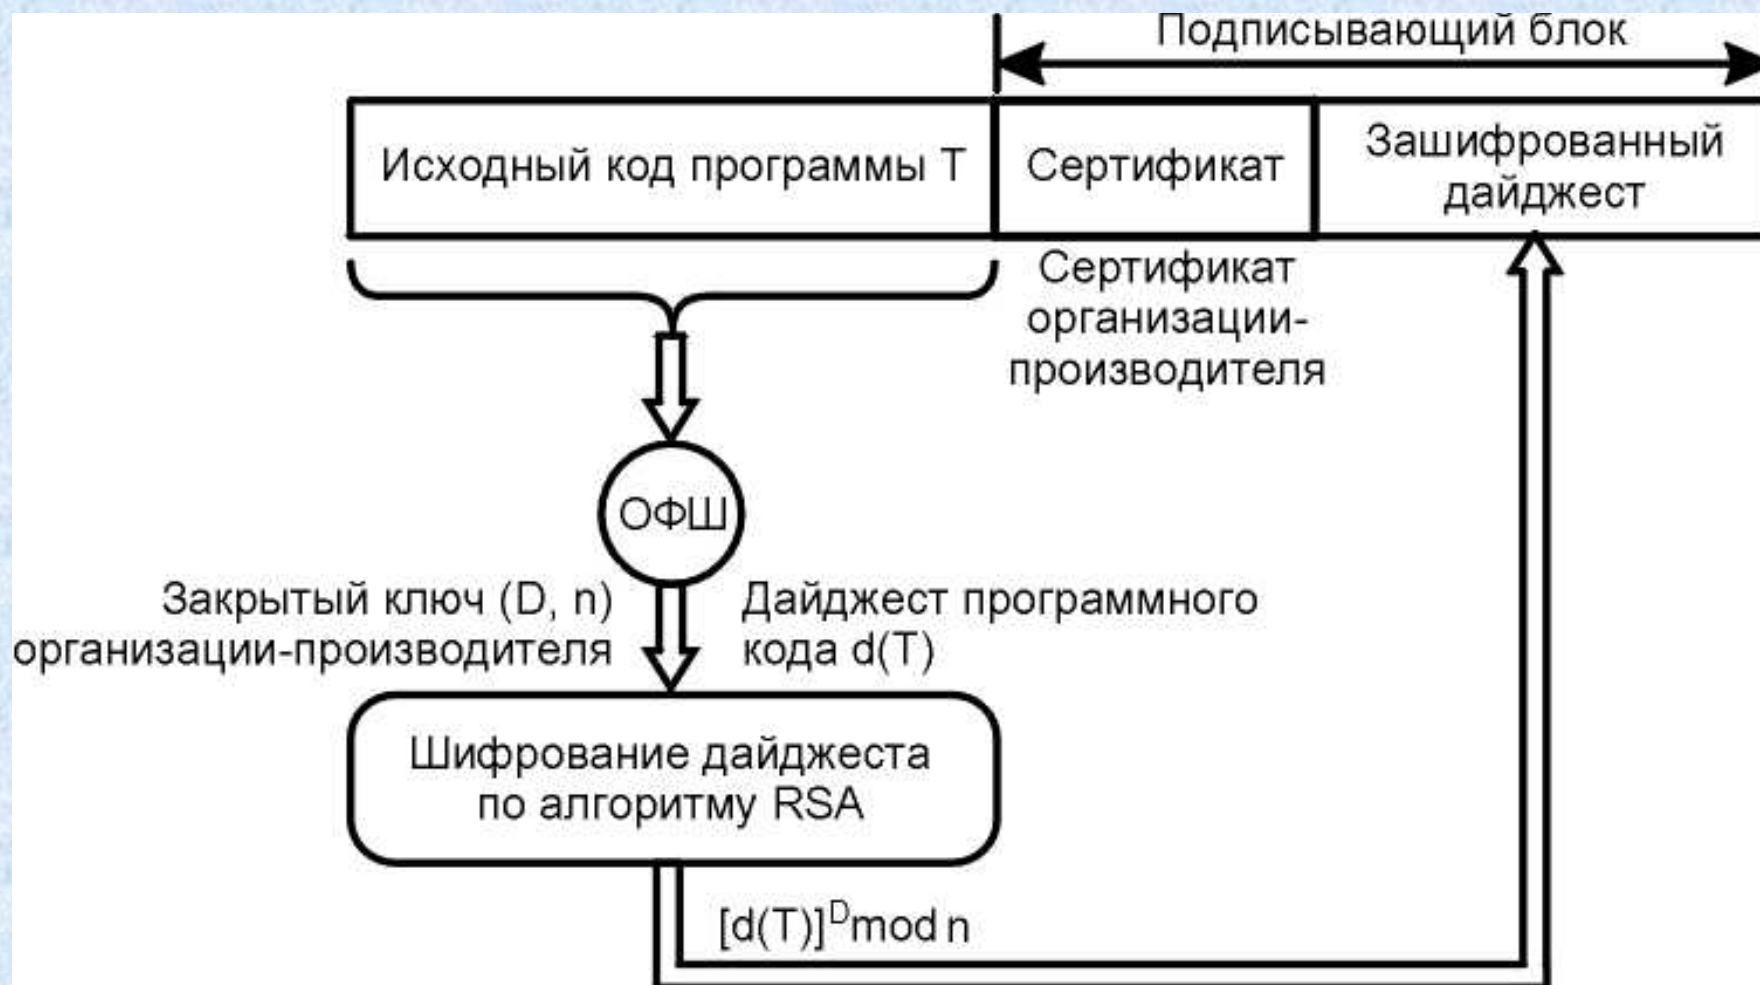 Подписывающий блок
Исходный код программы T
Сертификат
Зашифрованный
дайджест
Сертификат
организации-
производителя
ОФШ
Закрытый ключ (D, n)
организации-производителя
Дайджест программного
кода d(T)
Шифрование дайджеста
по алгоритму RSA
[d(T)]ᴰmod n